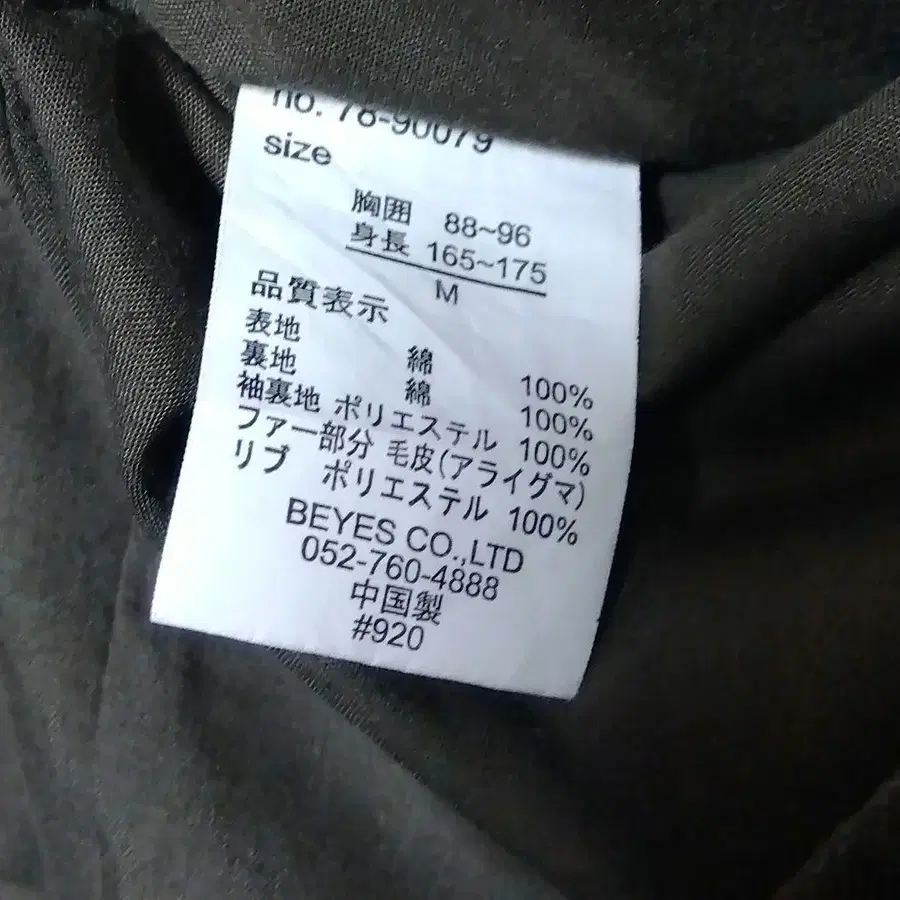 no. 78-90079
size
胸囲 88~96
身長 165~175
M
品質表示
表地 綿 100%
裏地 綿 100%
袖裏地 ポリエステル 100%
ファー部分 毛皮(アライグマ)
リブ ポリエステル 100%
BEYES CO.,LTD
052-760-4888
中国製
#920